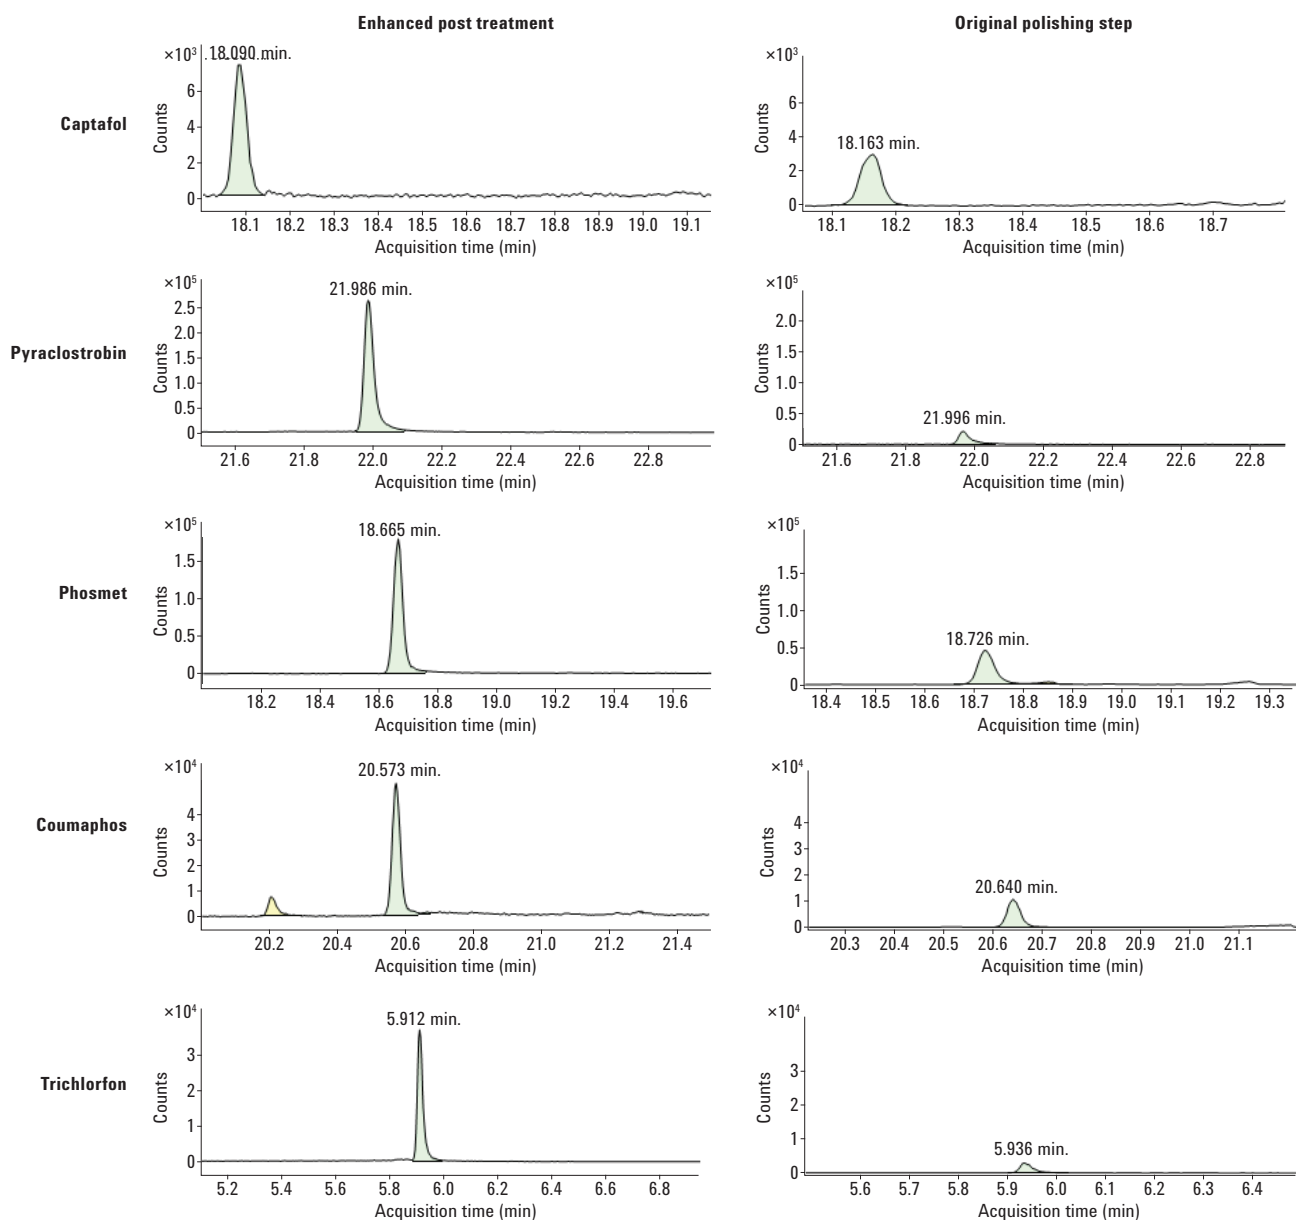 Enhanced post treatment
Original polishing step
Captafol
×10³
18.090 min.
Counts
6
4
2
0
18.1 18.2 18.3 18.4 18.5 18.6 18.7 18.8 18.9 19.0 19.1
Acquisition time (min)
×10³
18.163 min.
Counts
6
4
2
0
18.1 18.2 18.3 18.4 18.5 18.6 18.7
Acquisition time (min)
Pyraclostrobin
×10⁵
21.986 min.
Counts
2.5
2.0
1.5
1.0
0.5
0
21.6 21.8 22.0 22.2 22.4 22.6 22.8
Acquisition time (min)
×10⁵
21.996 min.
Counts
2.0
1.5
1.0
0.5
0
21.6 21.8 22.0 22.2 22.4 22.6 22.8
Acquisition time (min)
Phosmet
×10⁵
18.665 min.
Counts
1.5
1.0
0.5
0
18.2 18.4 18.6 18.8 19.0 19.2 19.4 19.6
Acquisition time (min)
×10⁵
18.726 min.
Counts
1.5
1.0
0.5
0
18.4 18.5 18.6 18.7 18.8 18.9 19.0 19.1 19.2 19.3
Acquisition time (min)
Coumaphos
×10⁴
20.573 min.
Counts
4
3
2
1
0
20.2 20.4 20.6 20.8 21.0 21.2 21.4
Acquisition time (min)
×10⁴
20.640 min.
Counts
4
3
2
1
0
20.3 20.4 20.5 20.6 20.7 20.8 20.9 21.0 21.1
Acquisition time (min)
Trichlorfon
×10⁴
5.912 min.
Counts
3
2
1
0
5.2 5.4 5.6 5.8 6.0 6.2 6.4 6.6 6.8
Acquisition time (min)
×10⁴
5.936 min.
Counts
3
2
1
0
5.6 5.7 5.8 5.9 6.0 6.1 6.2 6.3 6.4
Acquisition time (min)